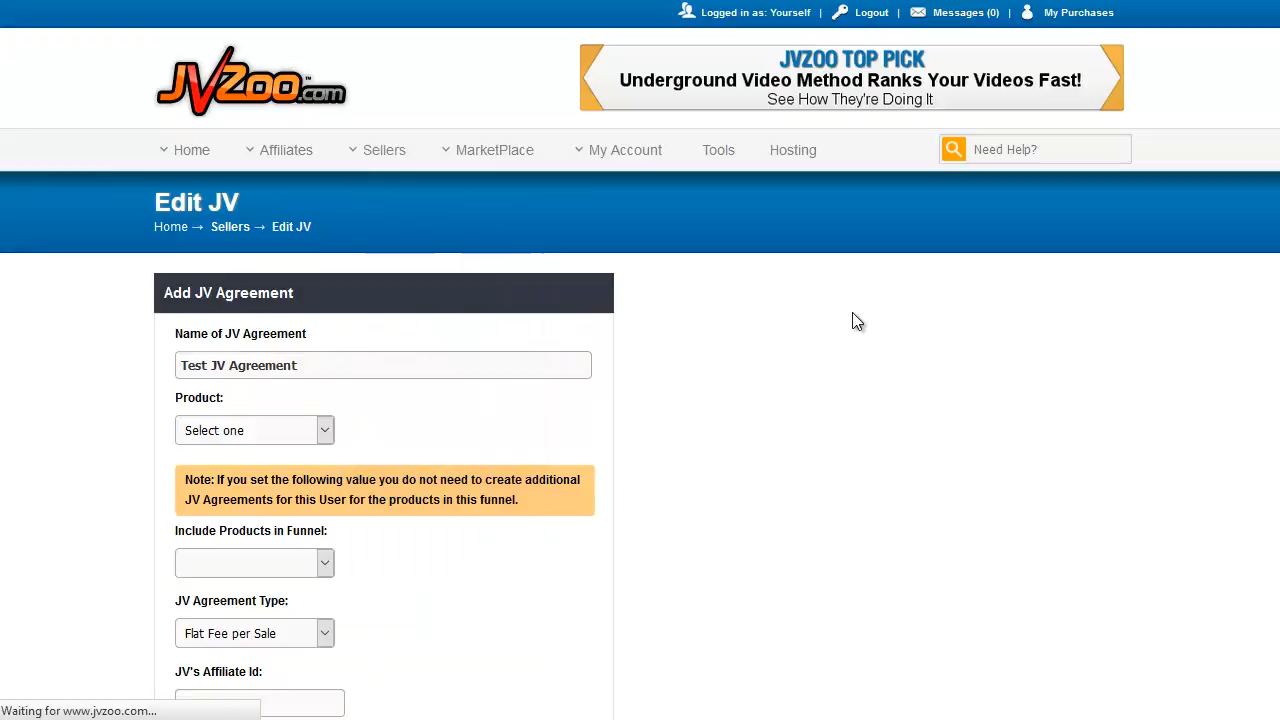 Logged in as: Yourself | Logout | Messages (0) | My Purchases
JVZoo.com™
JVZOO TOP PICK
Underground Video Method Ranks Your Videos Fast!
See How They're Doing It
Home Affiliates Sellers MarketPlace My Account Tools Hosting Need Help?
Edit JV
Home → Sellers → Edit JV
Add JV Agreement
Name of JV Agreement
Test JV Agreement
Product:
Select one
Note: If you set the following value you do not need to create additional
JV Agreements for this User for the products in this funnel.
Include Products in Funnel:
JV Agreement Type:
Flat Fee per Sale
JV's Affiliate Id:
Waiting for www.jvzoo.com...